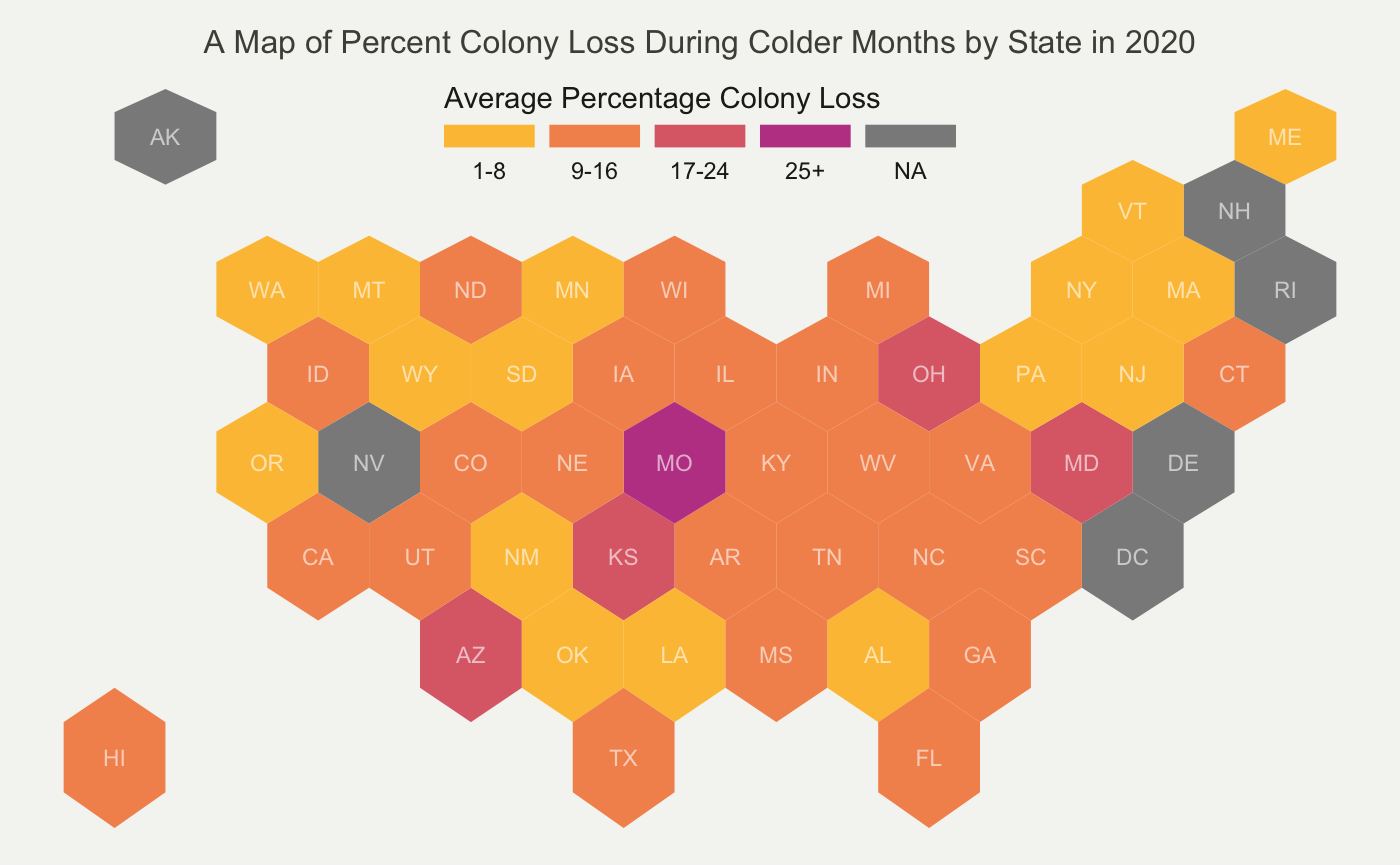 A Map of Percent Colony Loss During Colder Months by State in 2020
Average Percentage Colony Loss
1-8 9-16 17-24 25+ NA
AK ME
VT NH
WA MT ND MN WI MI NY MA RI
ID WY SD IA IL IN OH PA NJ CT
OR NV CO NE MO KY WV VA MD DE
CA UT NM KS AR TN NC SC DC
AZ OK LA MS AL GA
HI TX FL